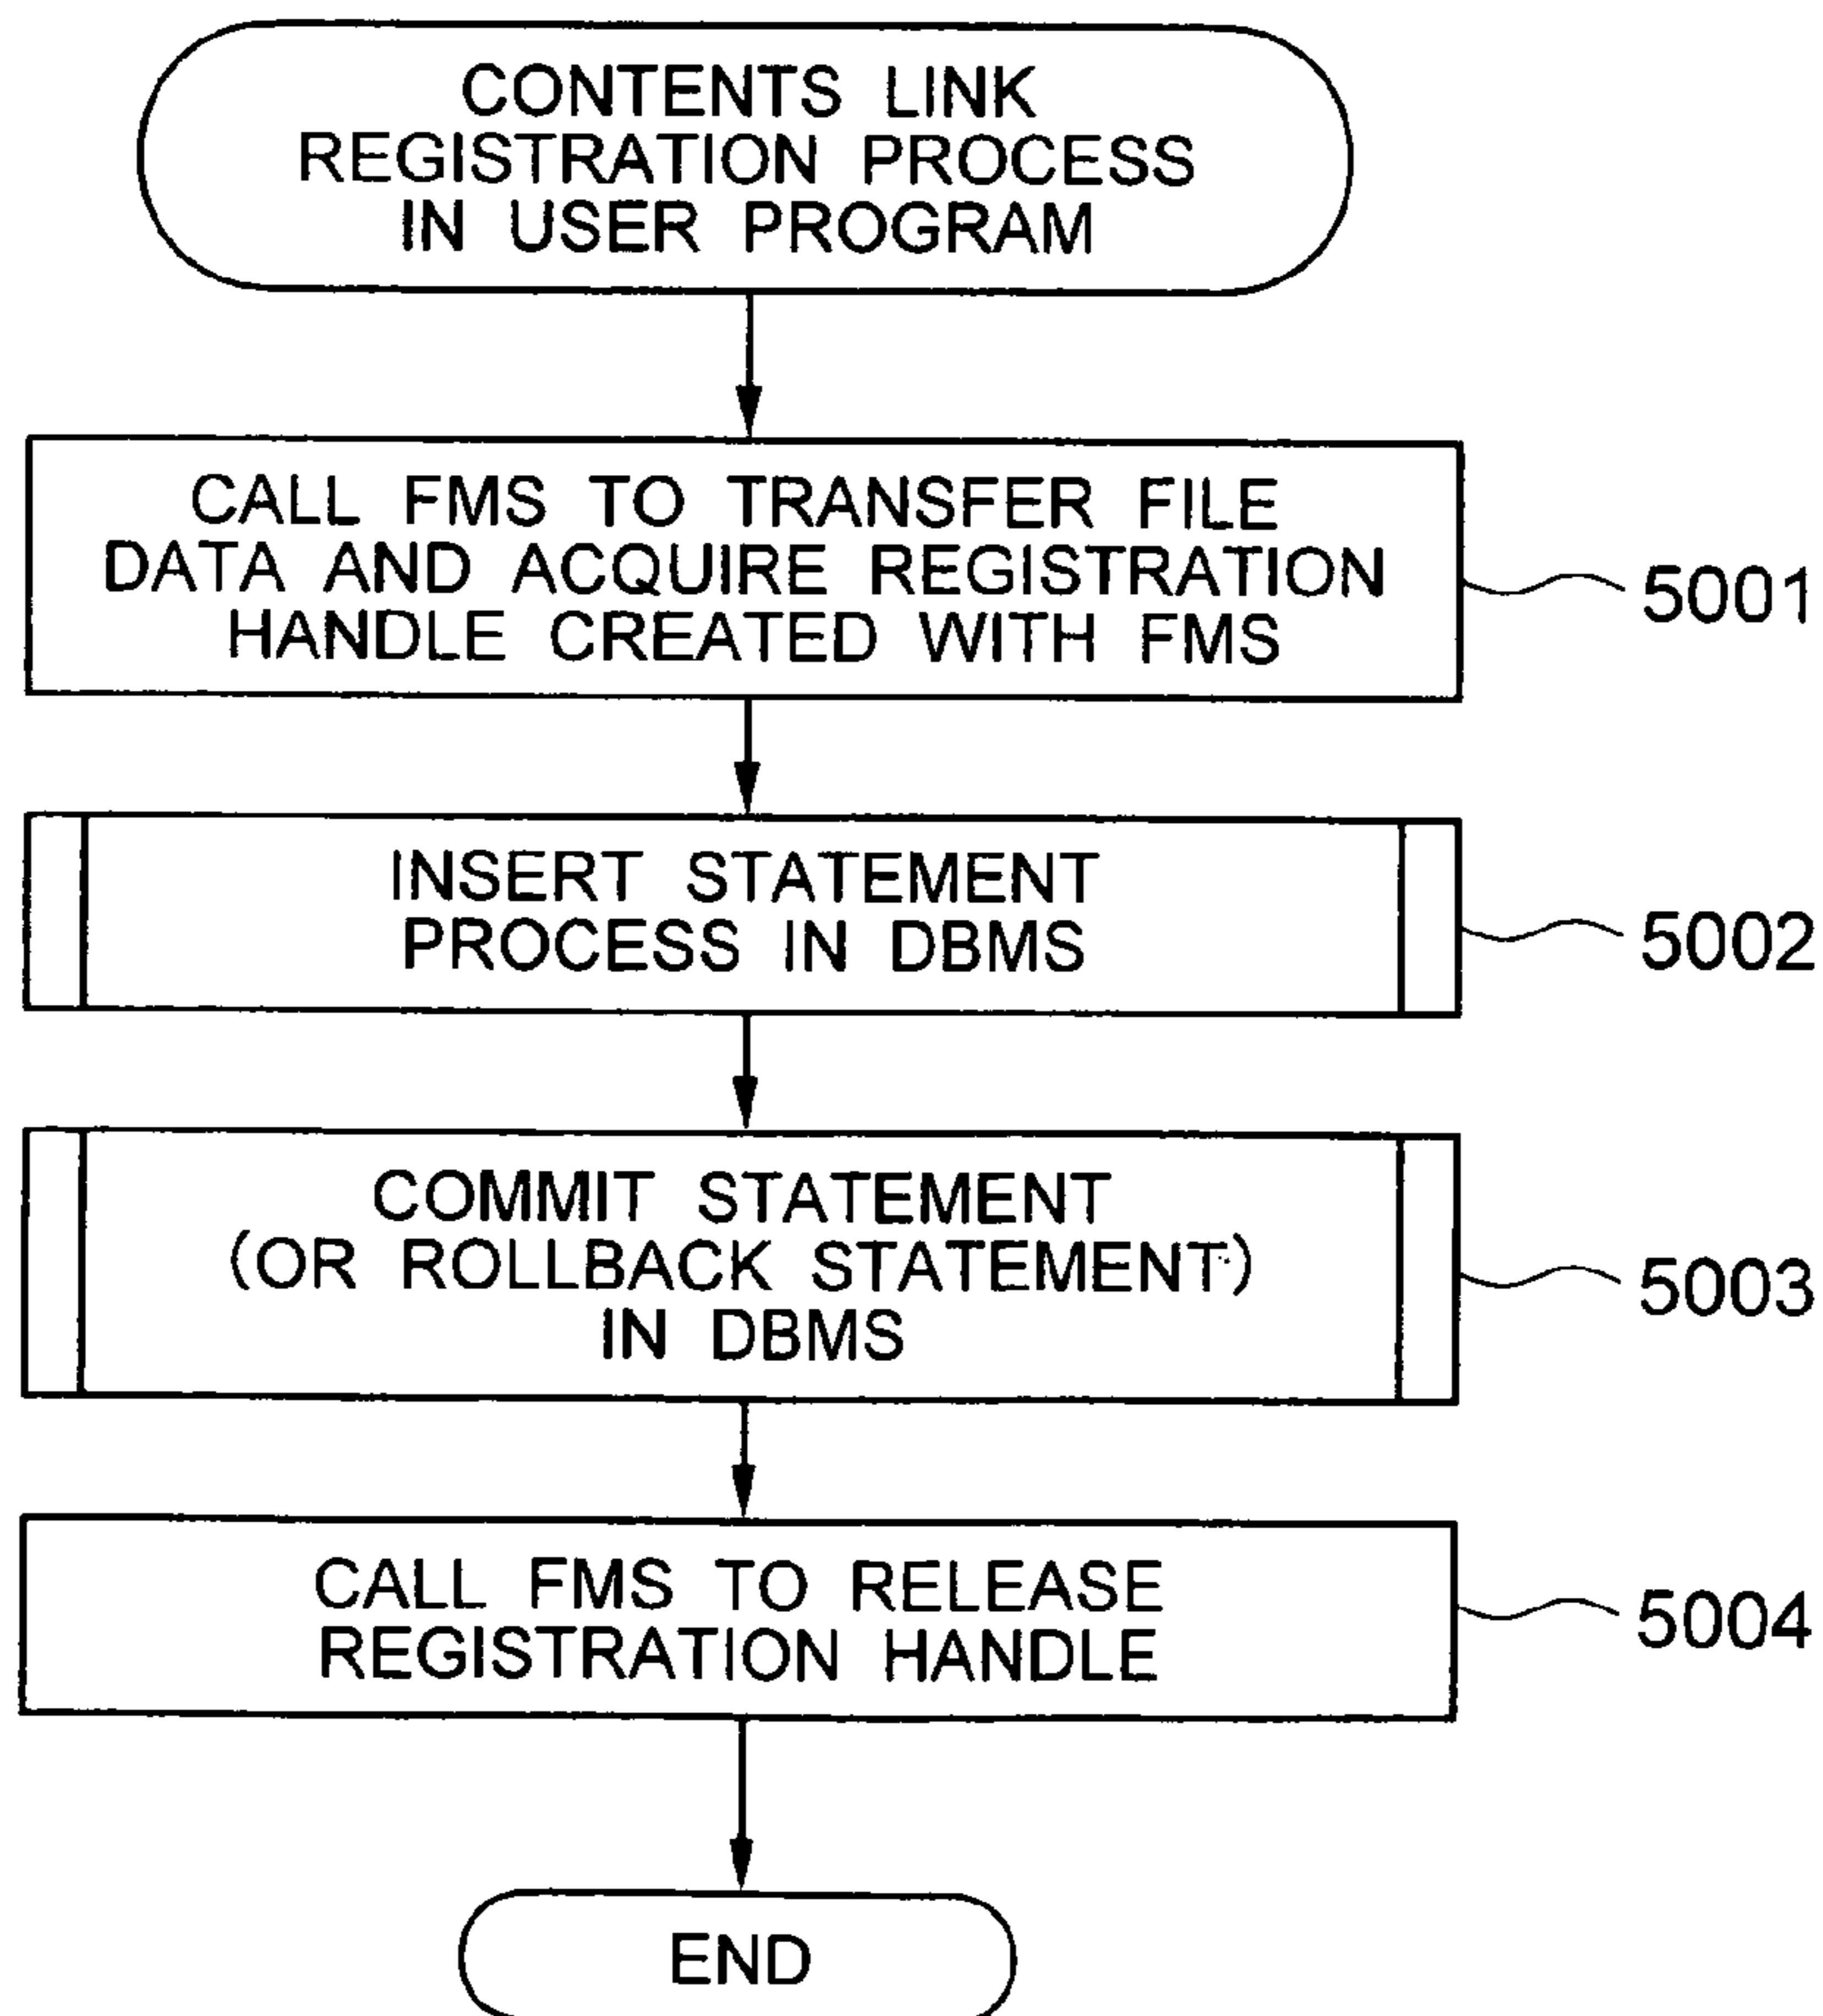 CONTENTS LINK
REGISTRATION PROCESS
IN USER PROGRAM
CALL FMS TO TRANSFER FILE
DATA AND ACQUIRE REGISTRATION
HANDLE CREATED WITH FMS
5001
INSERT STATEMENT
PROCESS IN DBMS
5002
COMMIT STATEMENT
(OR ROLLBACK STATEMENT)
IN DBMS
5003
CALL FMS TO RELEASE
REGISTRATION HANDLE
5004
END